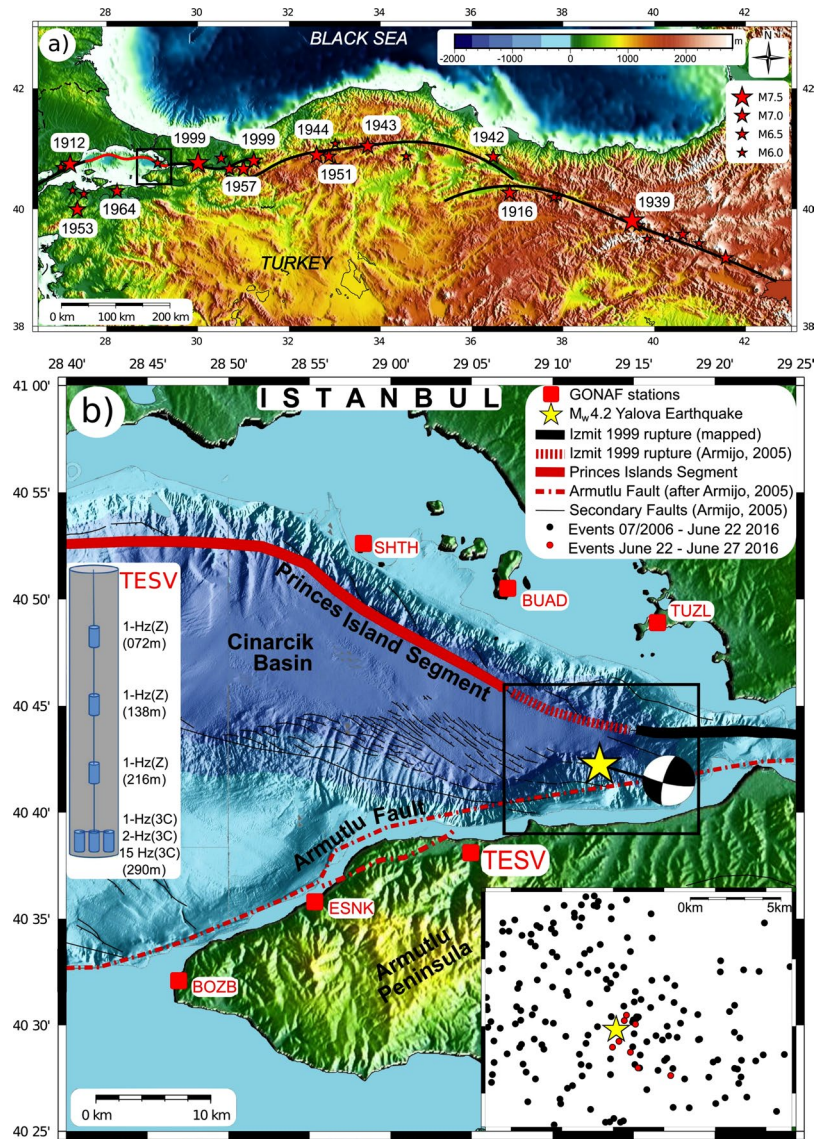 a)
BLACK SEA
-2000 -1000 0 1000 2000 m
N
M7.5
M7.0
M6.5
M6.0
42
42
1912
1999
1999
1944
1943
1942
1957
1951
1916
1939
1964
1953
40
40
TURKEY
0 km 100 km 200 km
38
38
28 30 32 34 36 38 40 42
28 40' 28 45' 28 50' 28 55' 29 00' 29 05' 29 10' 29 15' 29 20' 29 25'
41 00'
b)
ISTANBUL
GONAF stations
Mw4.2 Yalova Earthquake
Izmit 1999 rupture (mapped)
Izmit 1999 rupture (Armijo, 2005)
Princes Islands Segment
Armutlu Fault (after Armijo, 2005)
Secondary Faults (Armijo, 2005)
Events 07/2006 - June 22 2016
Events June 22 - June 27 2016
40 55'
SHTH
BUAD
TUZL
40 50'
TESV
1-Hz(Z)
(072m)
1-Hz(Z)
(138m)
1-Hz(Z)
(216m)
1-Hz(3C)
2-Hz(3C)
15 Hz(3C)
(290m)
Princes Island Segment
Cinarcik
Basin
40 45'
40 40'
Armutlu Fault
TESV
40 35'
ESNK
BOZB
Armutlu
Peninsula
0km 5km
40 30'
0 km 10 km
40 25'